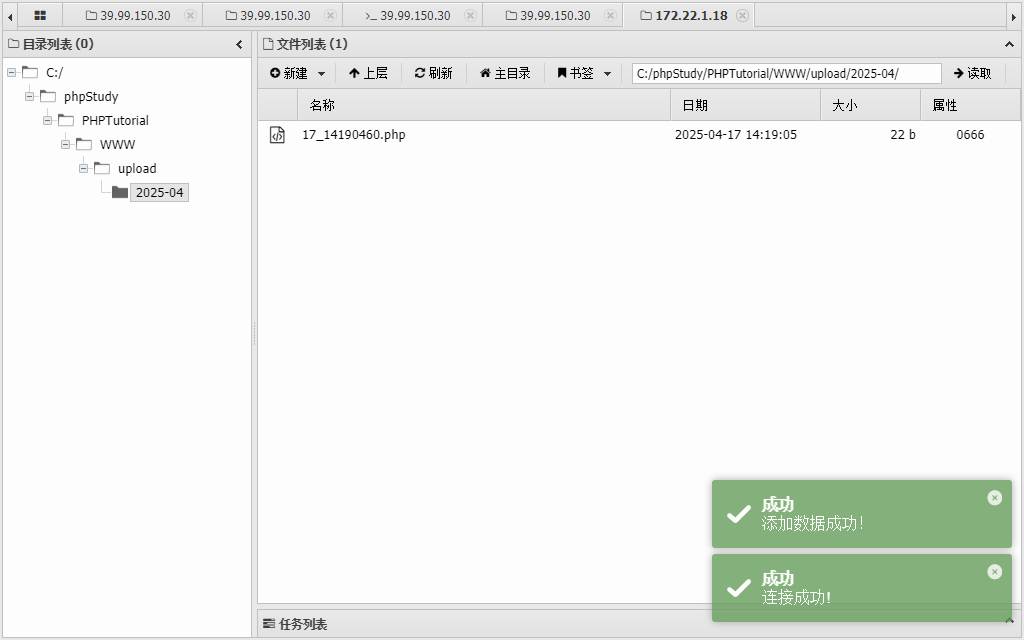 39.99.150.30
39.99.150.30
39.99.150.30
39.99.150.30
172.22.1.18
目录列表 (0)
文件列表 (1)
新建
上层
刷新
主目录
书签
C:/phpStudy/PHPTutorial/WWW/upload/2025-04/
读取
C:/
phpStudy
PHPTutorial
WWW
upload
2025-04
名称
日期
大小
属性
17_14190460.php
2025-04-17 14:19:05
22 b
0666
成功
添加数据成功!
成功
连接成功!
任务列表